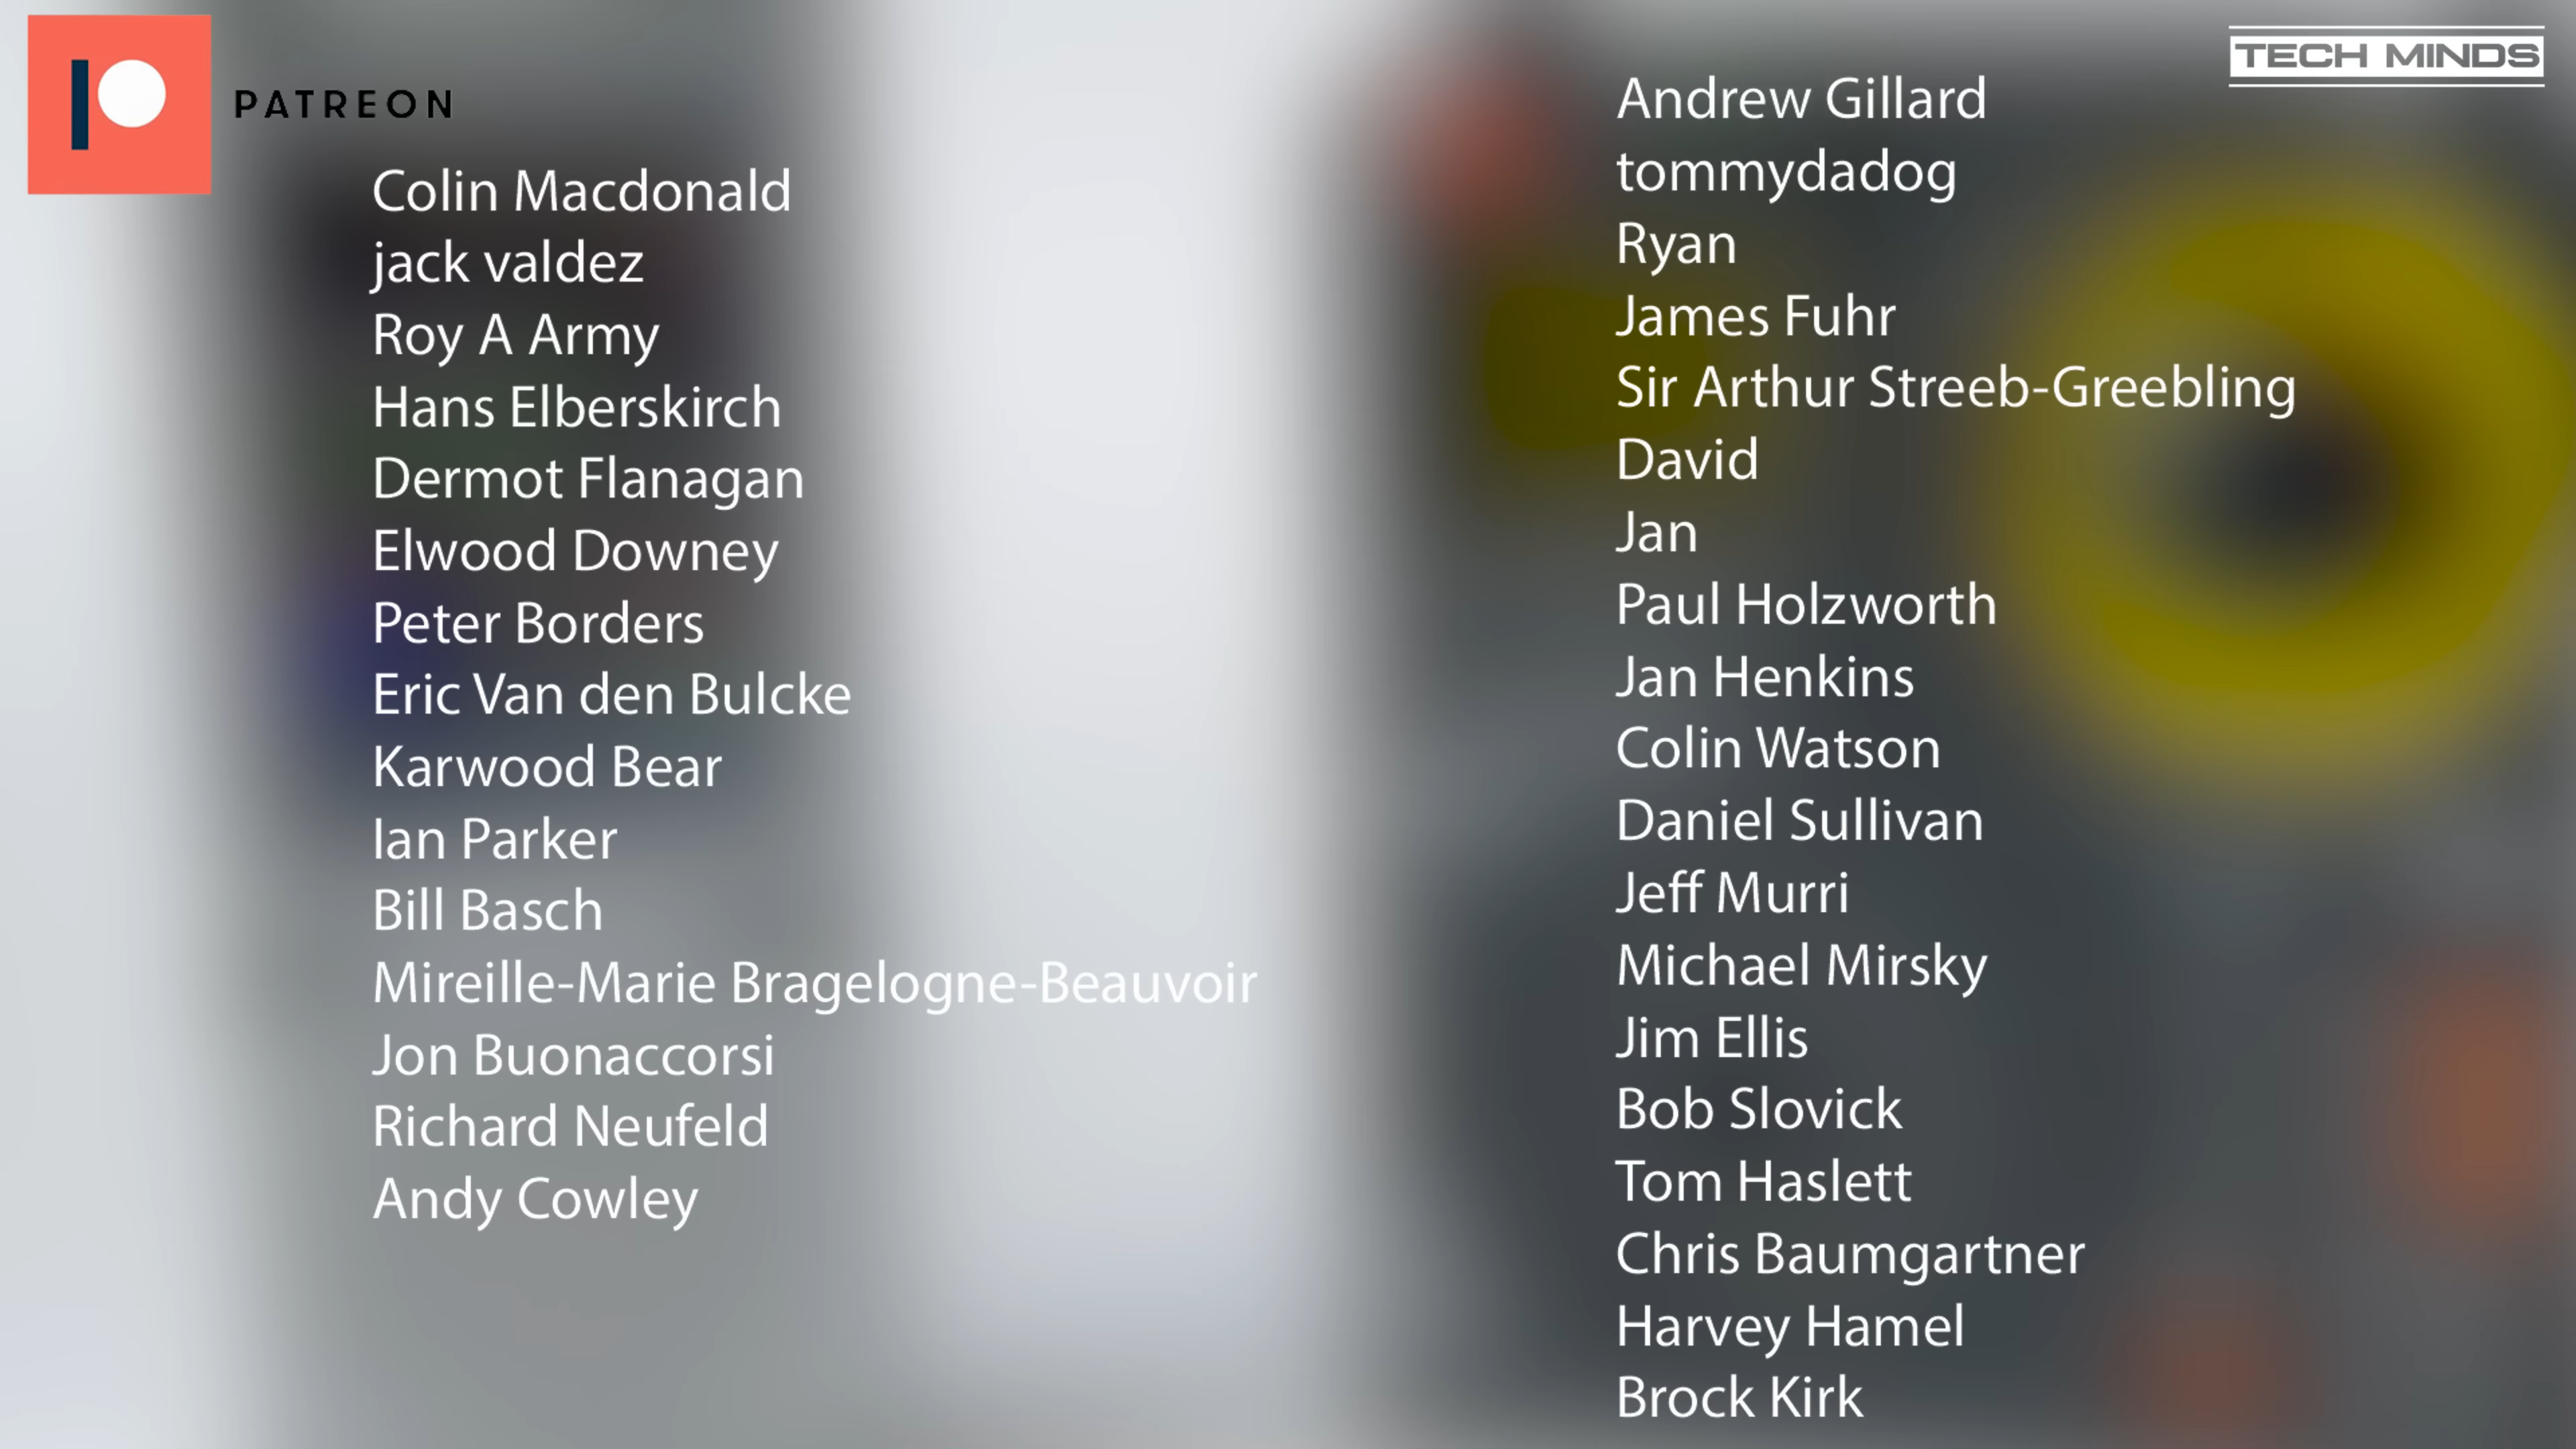 PATREON
Colin Macdonald
jack valdez
Roy A Army
Hans Elberskirch
Dermot Flanagan
Elwood Downey
Peter Borders
Eric Van den Bulcke
Karwood Bear
Ian Parker
Bill Basch
Mireille-Marie Bragelogne-Beauvoir
Jon Buonaccorsi
Richard Neufeld
Andy Cowley
TECH MINDS
Andrew Gillard
tommydadog
Ryan
James Fuhr
Sir Arthur Streeb-Greebling
David
Jan
Paul Holzworth
Jan Henkins
Colin Watson
Daniel Sullivan
Jeff Murri
Michael Mirsky
Jim Ellis
Bob Slovick
Tom Haslett
Chris Baumgartner
Harvey Hamel
Brock Kirk